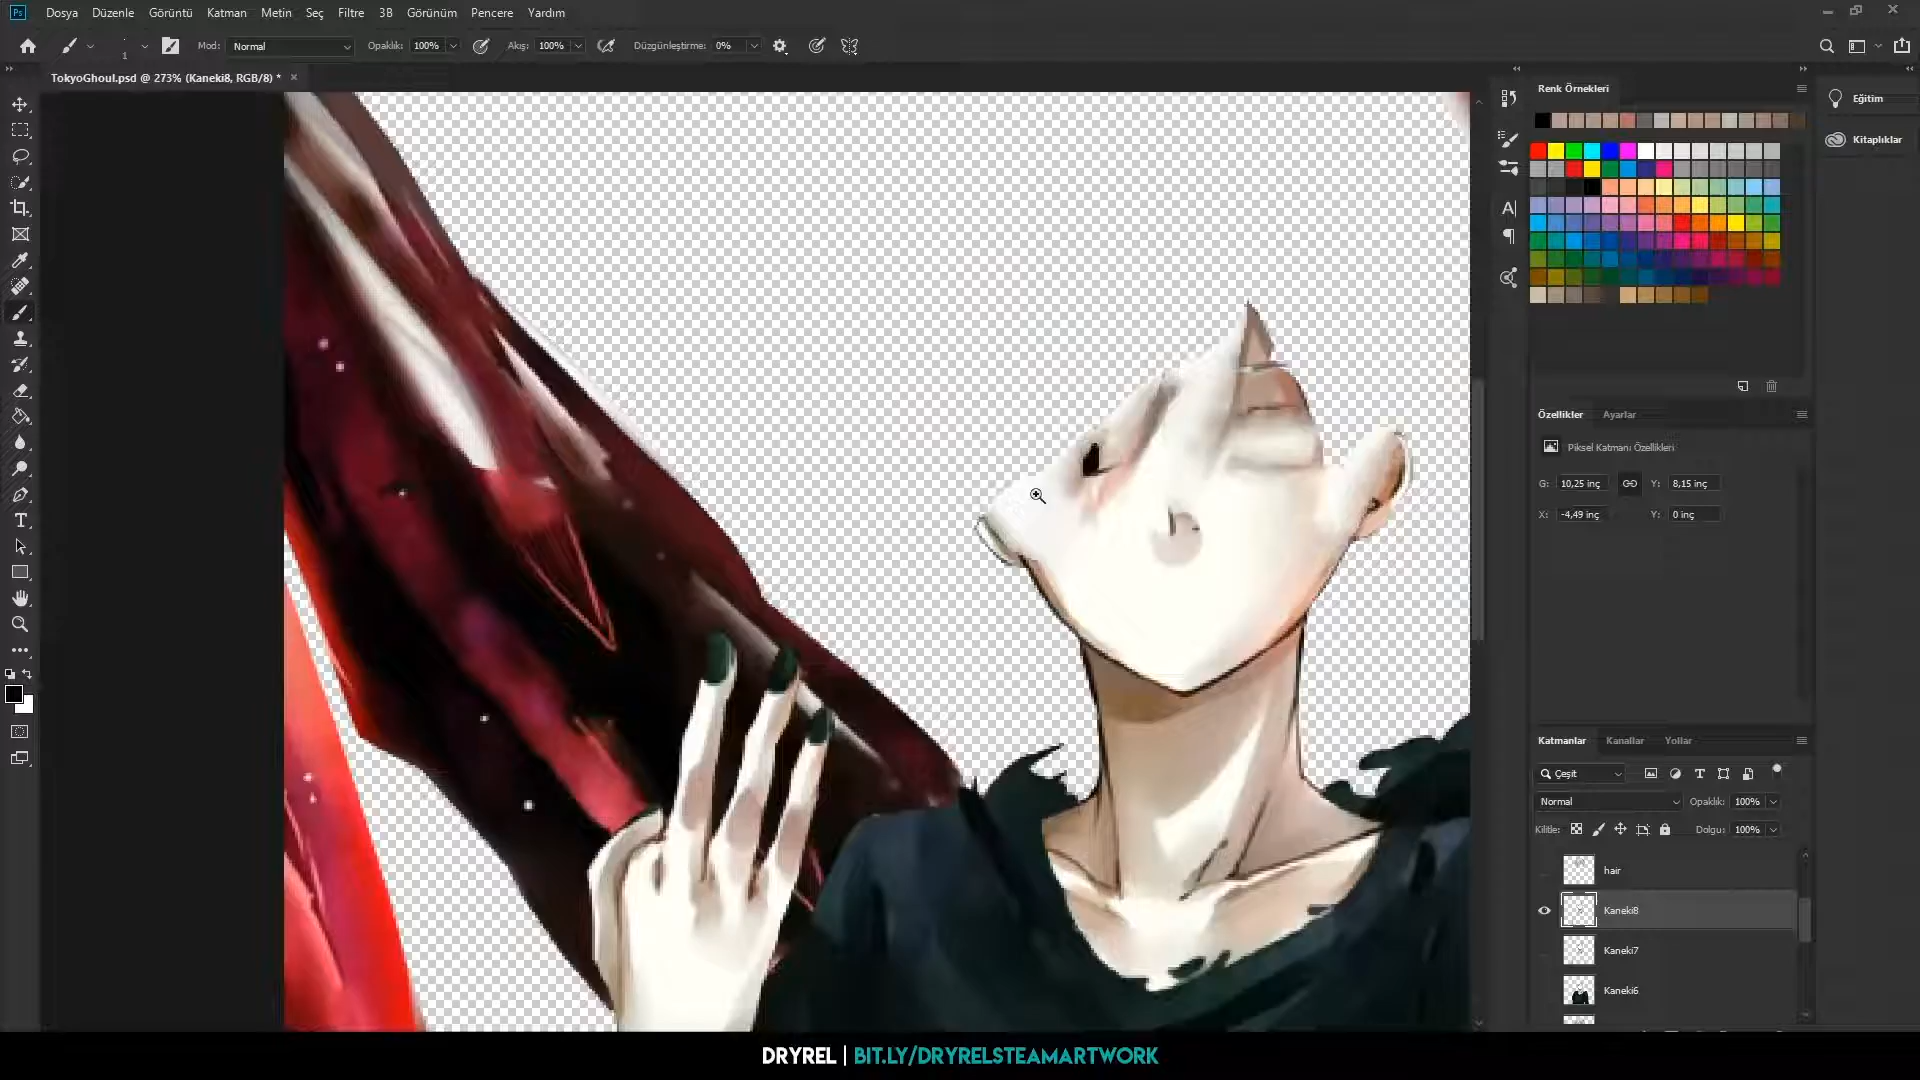 Ps Dosya Düzenle Görüntü Katman Metin Seç Filtre 3B Görünüm Pencere Yardım
1 Mod: Normal Opaklık: 100% Akış: 100% Düzgünleştirme: 0%
TokyoGhoul.psd @ 273% (Kaneki8, RGB/8) *
Renk Örnekleri
Eğitim
Kitaplıklar
Özellikler Ayarlar
Piksel Katmanı Özellikleri
G: 10,25 inç Y: 8,15 inç
X: -4,49 inç Y: 0 inç
Katmanlar Kanallar Yollar
Çeşit
Normal Opaklık: 100%
Kilitle: Dolgu: 100%
hair
Kaneki8
Kaneki7
Kaneki6
DRYREL | BIT.LY/DRYRELSTEAMARTWORK